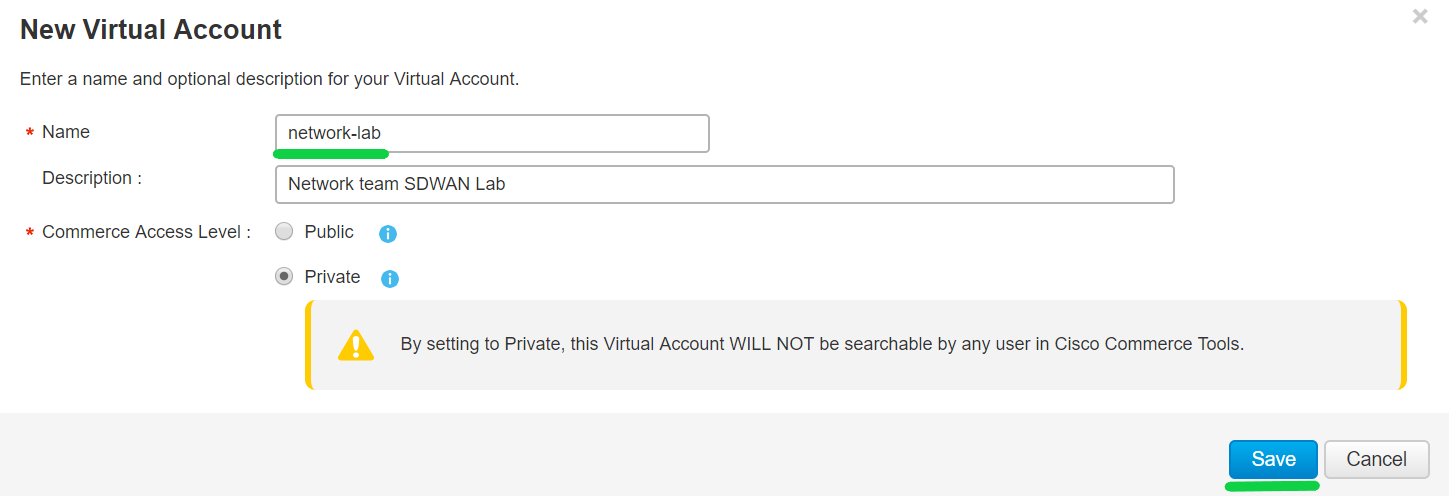 New Virtual Account
×
Enter a name and optional description for your Virtual Account.
* Name
network-lab
Description :
Network team SDWAN Lab
* Commerce Access Level :
Public i
Private i
! By setting to Private, this Virtual Account WILL NOT be searchable by any user in Cisco Commerce Tools.
Save Cancel